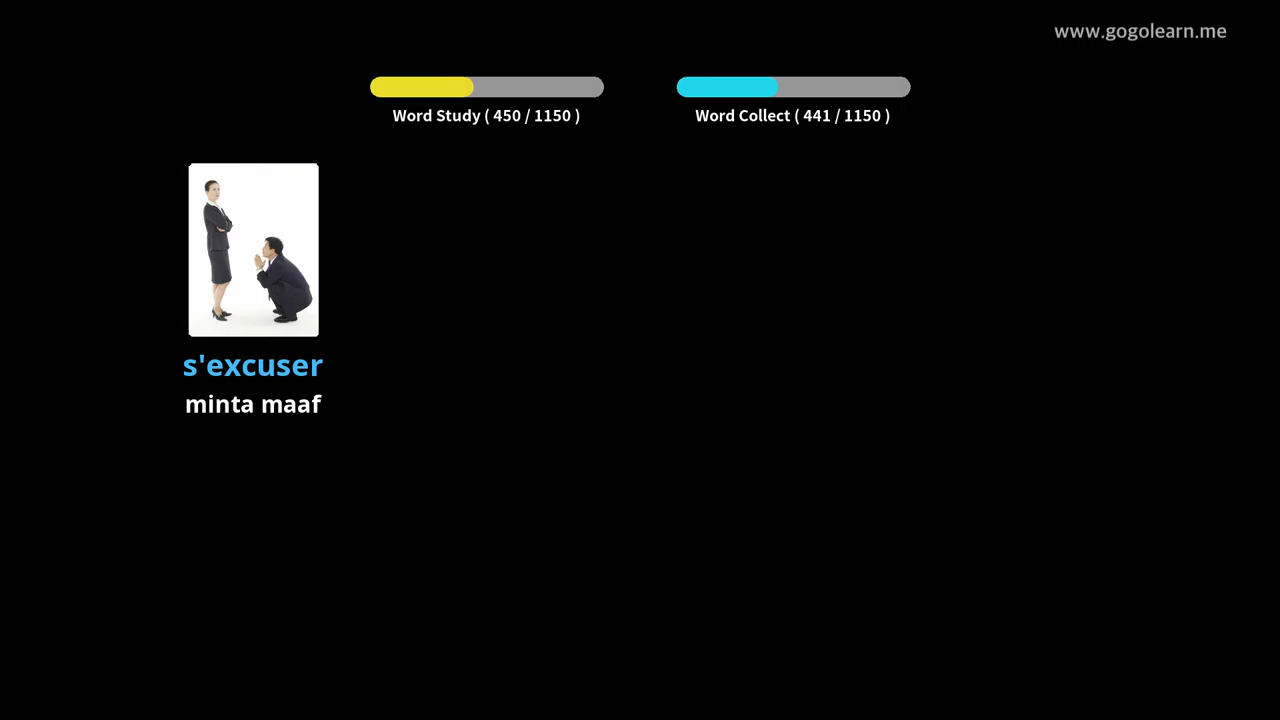 www.gogolearn.me
Word Study ( 450 / 1150 )
Word Collect ( 441 / 1150 )
s'excuser
minta maaf